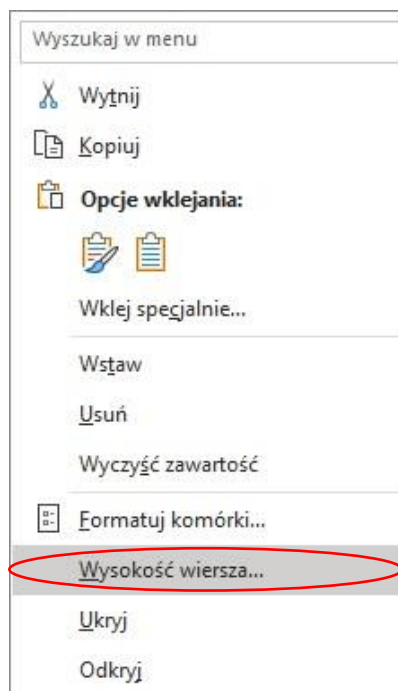 Wyszukaj w menu
Wytnij
Kopiuj
Opcje wklejania:
Wklej specjalnie...
Wstaw
Usuń
Wyczyść zawartość
Formatuj komórki...
Wysokość wiersza...
Ukryj
Odkryj